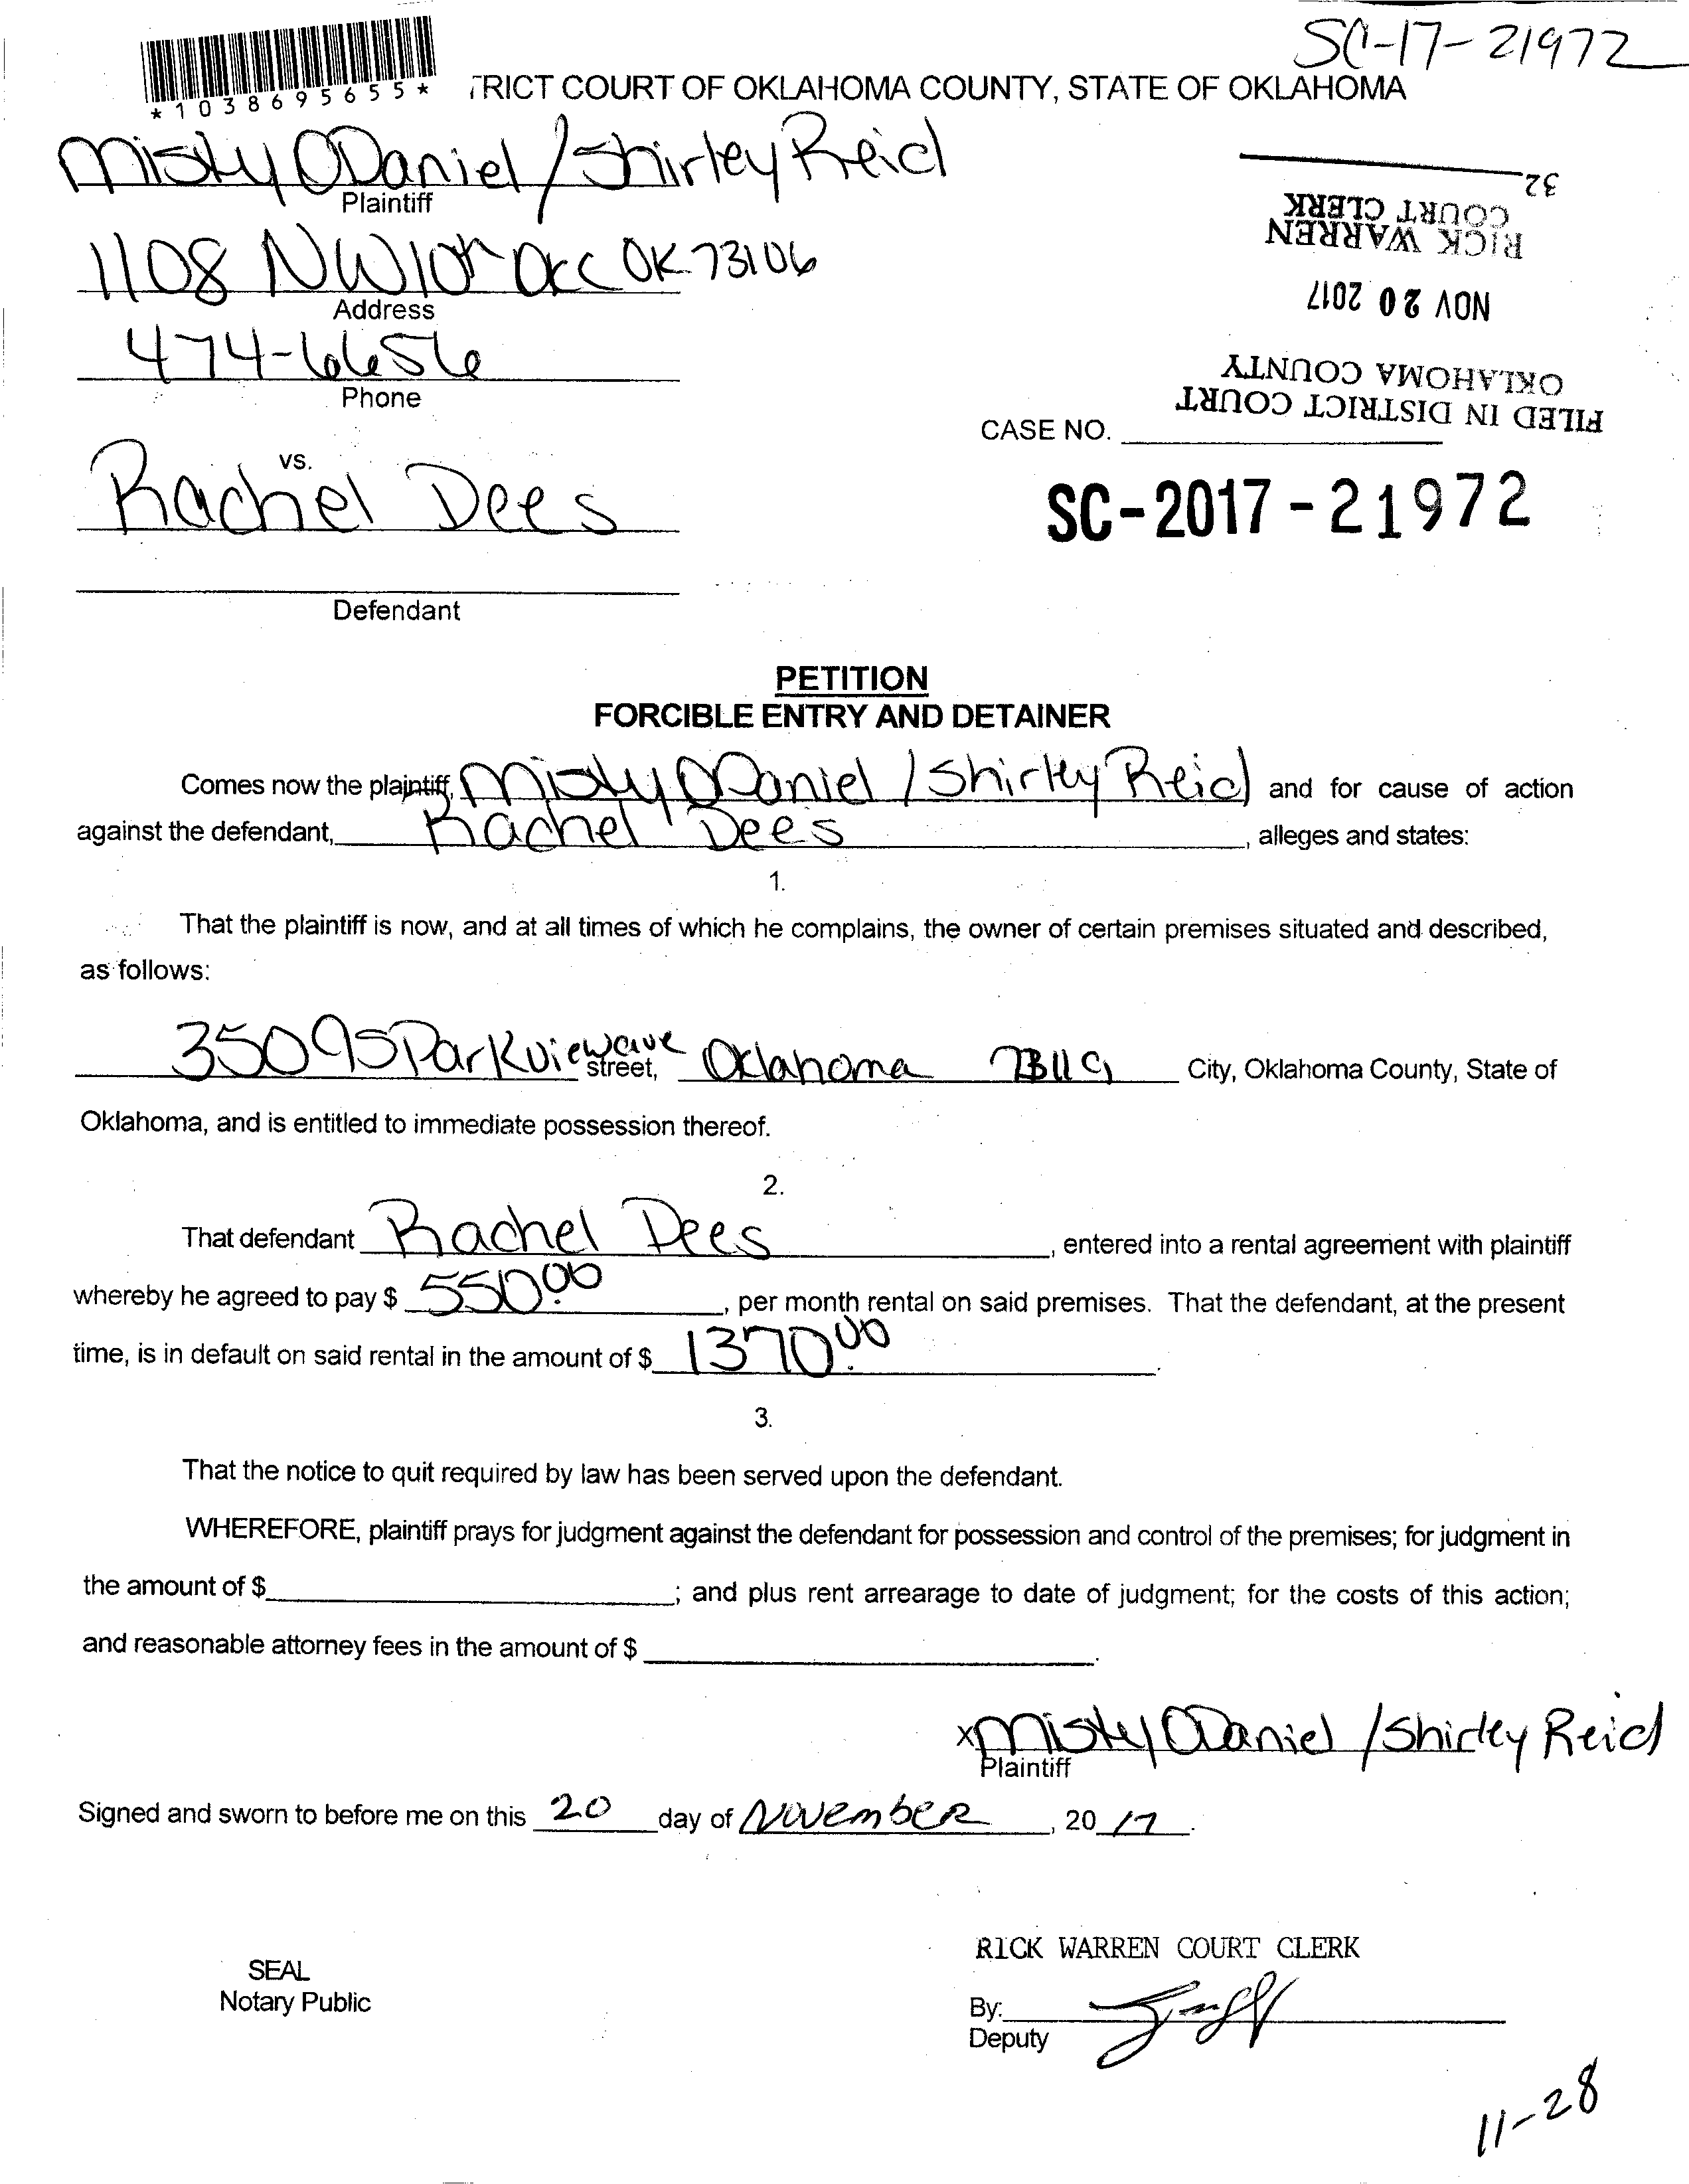 SC-17-21972
*1038695655*
TRICT COURT OF OKLAHOMA COUNTY, STATE OF OKLAHOMA
Misty ODaniel / Shirley Reid
Plaintiff
32
COURT CLERK
RICK WARREN
1108 NW 10th OKC OK 73106
Address
NOV 20 2017
474-6656
Phone
OKLAHOMA COUNTY
FILED IN DISTRICT COURT
CASE NO.
vs.
Rachel Dees
SC-2017-21972
Defendant
PETITION
FORCIBLE ENTRY AND DETAINER
Comes now the plaintiff, Misty ODaniel / Shirley Reid and for cause of action
against the defendant, Rachel Dees, alleges and states:
1.
That the plaintiff is now, and at all times of which he complains, the owner of certain premises situated and described,
as follows:
3509 S Parkview ave street, Oklahoma 73119 City, Oklahoma County, State of
Oklahoma, and is entitled to immediate possession thereof.
2.
That defendant Rachel Dees, entered into a rental agreement with plaintiff
whereby he agreed to pay $ 550.00, per month rental on said premises. That the defendant, at the present
time, is in default on said rental in the amount of $ 1370.00.
3.
That the notice to quit required by law has been served upon the defendant.
WHEREFORE, plaintiff prays for judgment against the defendant for possession and control of the premises; for judgment in
the amount of $; and plus rent arrearage to date of judgment; for the costs of this action;
and reasonable attorney fees in the amount of $.
x Misty ODaniel / Shirley Reid
Plaintiff
Signed and sworn to before me on this 20 day of November, 2017.
RICK WARREN COURT CLERK
SEAL
Notary Public
By:
Deputy
11-28